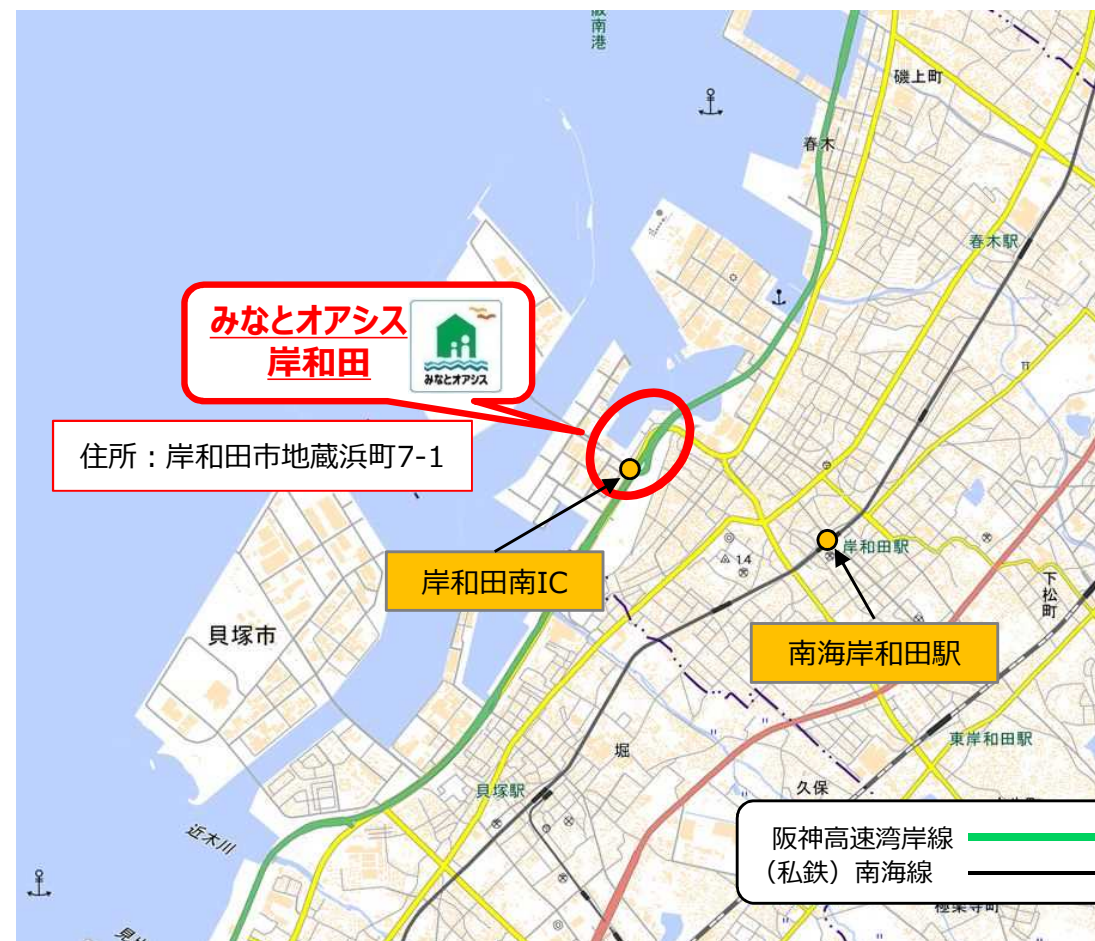 南
港
磯上町
春木
春木駅
みなとオアシス
岸和田
みなとオアシス
住所：岸和田市地蔵浜町7-1
岸和田駅
14
岸和田南IC
下
松
町
貝塚市
南海岸和田駅
東岸和田駅
堀
久保
貝塚駅
近木川
阪神高速湾岸線
（私鉄）南海線